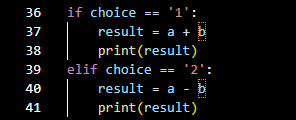 36 if choice == '1':
37     result = a + b
38     print(result)
39 elif choice == '2':
40     result = a - b
41     print(result)